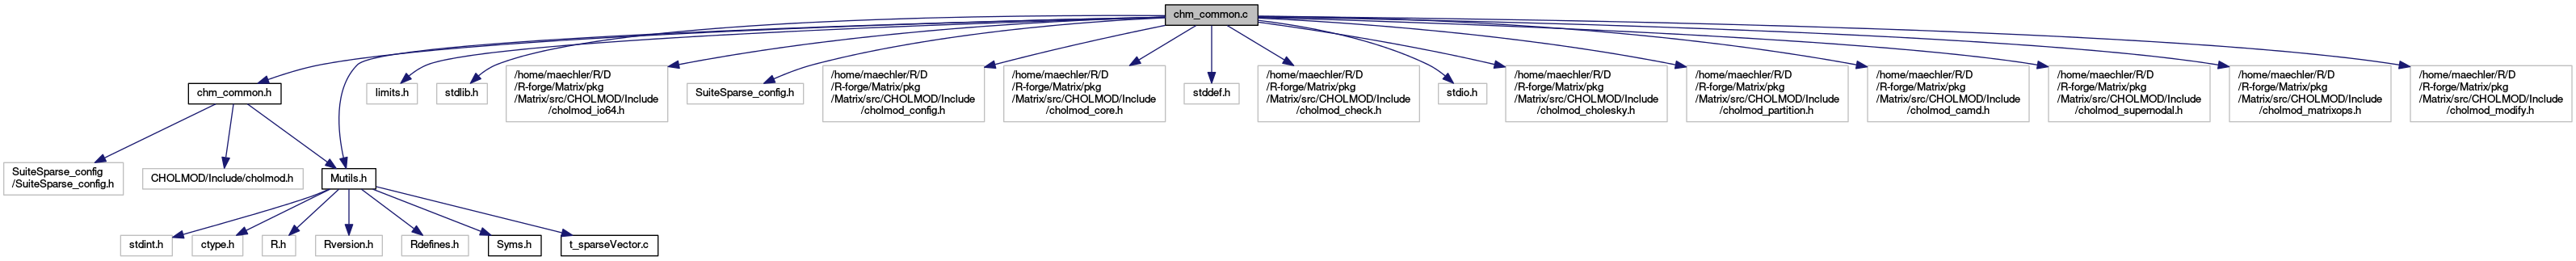 chm_common.c
chm_common.h
limits.h
stdlib.h
/home/maechler/R/D
/R-forge/Matrix/pkg
/Matrix/src/CHOLMOD/Include
/cholmod_io64.h
SuiteSparse_config.h
/home/maechler/R/D
/R-forge/Matrix/pkg
/Matrix/src/CHOLMOD/Include
/cholmod_config.h
/home/maechler/R/D
/R-forge/Matrix/pkg
/Matrix/src/CHOLMOD/Include
/cholmod_core.h
stddef.h
/home/maechler/R/D
/R-forge/Matrix/pkg
/Matrix/src/CHOLMOD/Include
/cholmod_check.h
stdio.h
/home/maechler/R/D
/R-forge/Matrix/pkg
/Matrix/src/CHOLMOD/Include
/cholmod_cholesky.h
/home/maechler/R/D
/R-forge/Matrix/pkg
/Matrix/src/CHOLMOD/Include
/cholmod_partition.h
/home/maechler/R/D
/R-forge/Matrix/pkg
/Matrix/src/CHOLMOD/Include
/cholmod_camd.h
/home/maechler/R/D
/R-forge/Matrix/pkg
/Matrix/src/CHOLMOD/Include
/cholmod_supernodal.h
/home/maechler/R/D
/R-forge/Matrix/pkg
/Matrix/src/CHOLMOD/Include
/cholmod_matrixops.h
/home/maechler/R/D
/R-forge/Matrix/pkg
/Matrix/src/CHOLMOD/Include
/cholmod_modify.h
SuiteSparse_config
/SuiteSparse_config.h
CHOLMOD/Include/cholmod.h
Mutils.h
stdint.h
ctype.h
R.h
Rversion.h
Rdefines.h
Syms.h
t_sparseVector.c